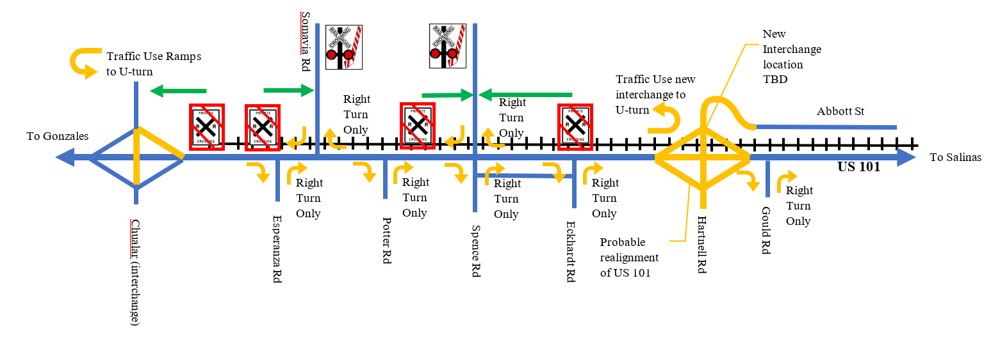 Somavia Rd
RAILROAD CROSSING
RAILROAD CROSSING
New
Interchange
location
TBD
Traffic Use Ramps
to U-turn
Traffic Use new
interchange to
U-turn
Right
Turn
Only
Right
Turn
Only
Abbott St
PRIVATE
R R
CROSSING
PRIVATE
R R
CROSSING
PRIVATE
R R
CROSSING
PRIVATE
R R
CROSSING
To Gonzales
To Salinas
US 101
Right
Turn
Only
Right
Turn
Only
Right
Turn
Only
Right
Turn
Only
Right
Turn
Only
Chualar (interchange)
Esperanza Rd
Potter Rd
Spence Rd
Eckhardt Rd
Hartnell Rd
Gould Rd
Probable
realignment
of US 101